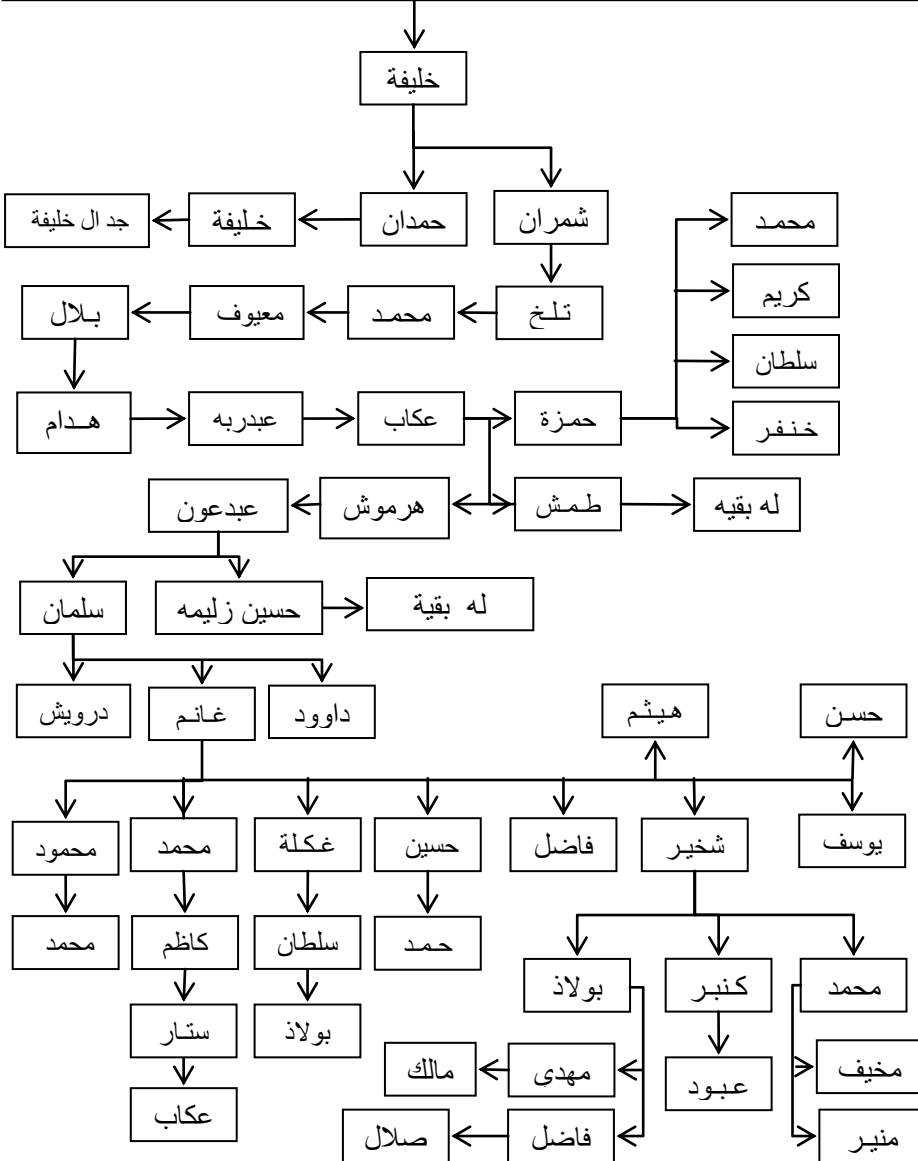 خليفة
شمران
حمدان
خليفة
جد ال خليفة
محمد
كريم
سلطان
خنفر
تلخ
محمد
معيوف
بلال
هدام
عبدربه
عكاب
حمزة
طمش
له بقيه
هرموش
عبدعون
سلمان
حسين زليمه
له بقية
درويش
غانم
داوود
هيثم
حسن
محمود
محمد
غكلة
حسين
فاضل
شخير
يوسف
محمد
كاظم
سلطان
حمد
بولاذ
كنبر
محمد
ستار
بولاذ
مالك
مهدي
عبود
مخيف
عكاب
صلال
فاضل
منير